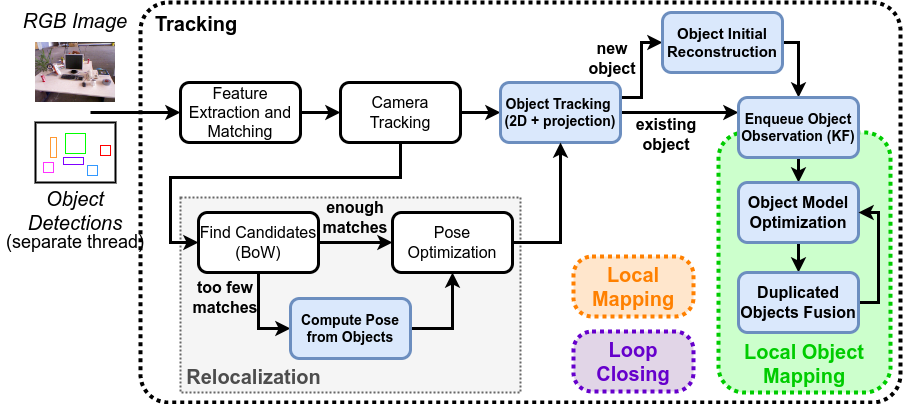 RGB Image
Object
Detections
(separate thread)
Tracking
Feature
Extraction and
Matching
Camera
Tracking
Object Tracking
(2D + projection)
new
object
existing
object
Object Initial
Reconstruction
Enqueue Object
Observation (KF)
Object Model
Optimization
Duplicated
Objects Fusion
Local Object
Mapping
Find Candidates
(BoW)
enough
matches
Pose
Optimization
too few
matches
Compute Pose
from Objects
Relocalization
Local
Mapping
Loop
Closing